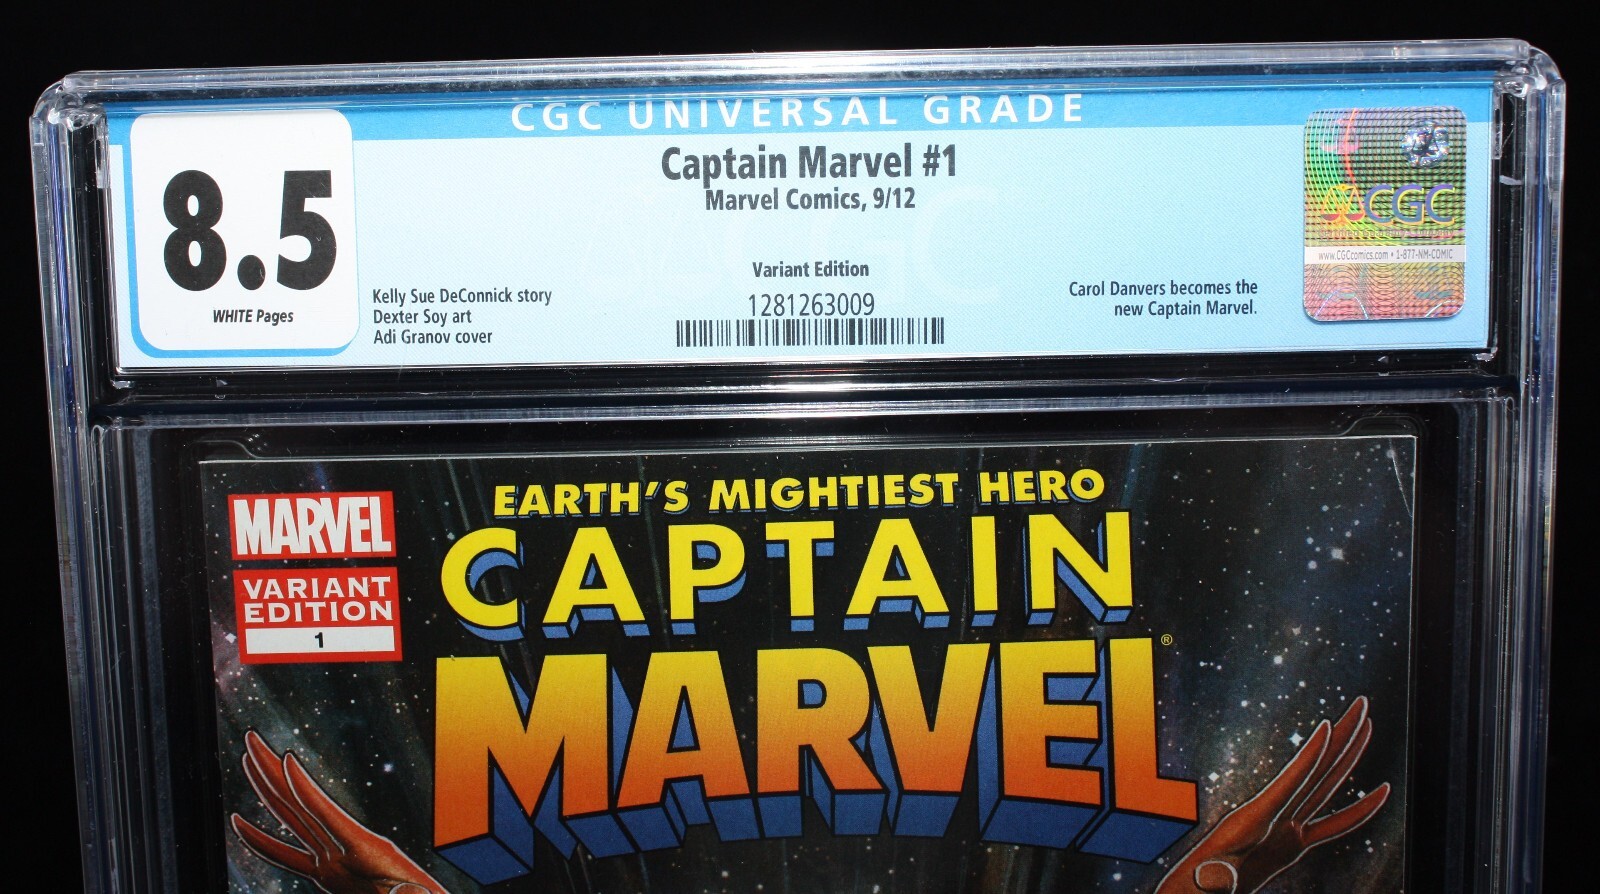 CGC UNIVERSAL GRADE
8.5
WHITE Pages
Captain Marvel #1
Marvel Comics, 9/12
Variant Edition
1281263009
Kelly Sue DeConnick story
Dexter Soy art
Adi Granov cover
Carol Danvers becomes the
new Captain Marvel.
CGC
www.CGCcomics.com • 1-877-NM-COMIC
MARVEL
VARIANT
EDITION
1
EARTH'S MIGHTIEST HERO
CAPTAIN
MARVEL®